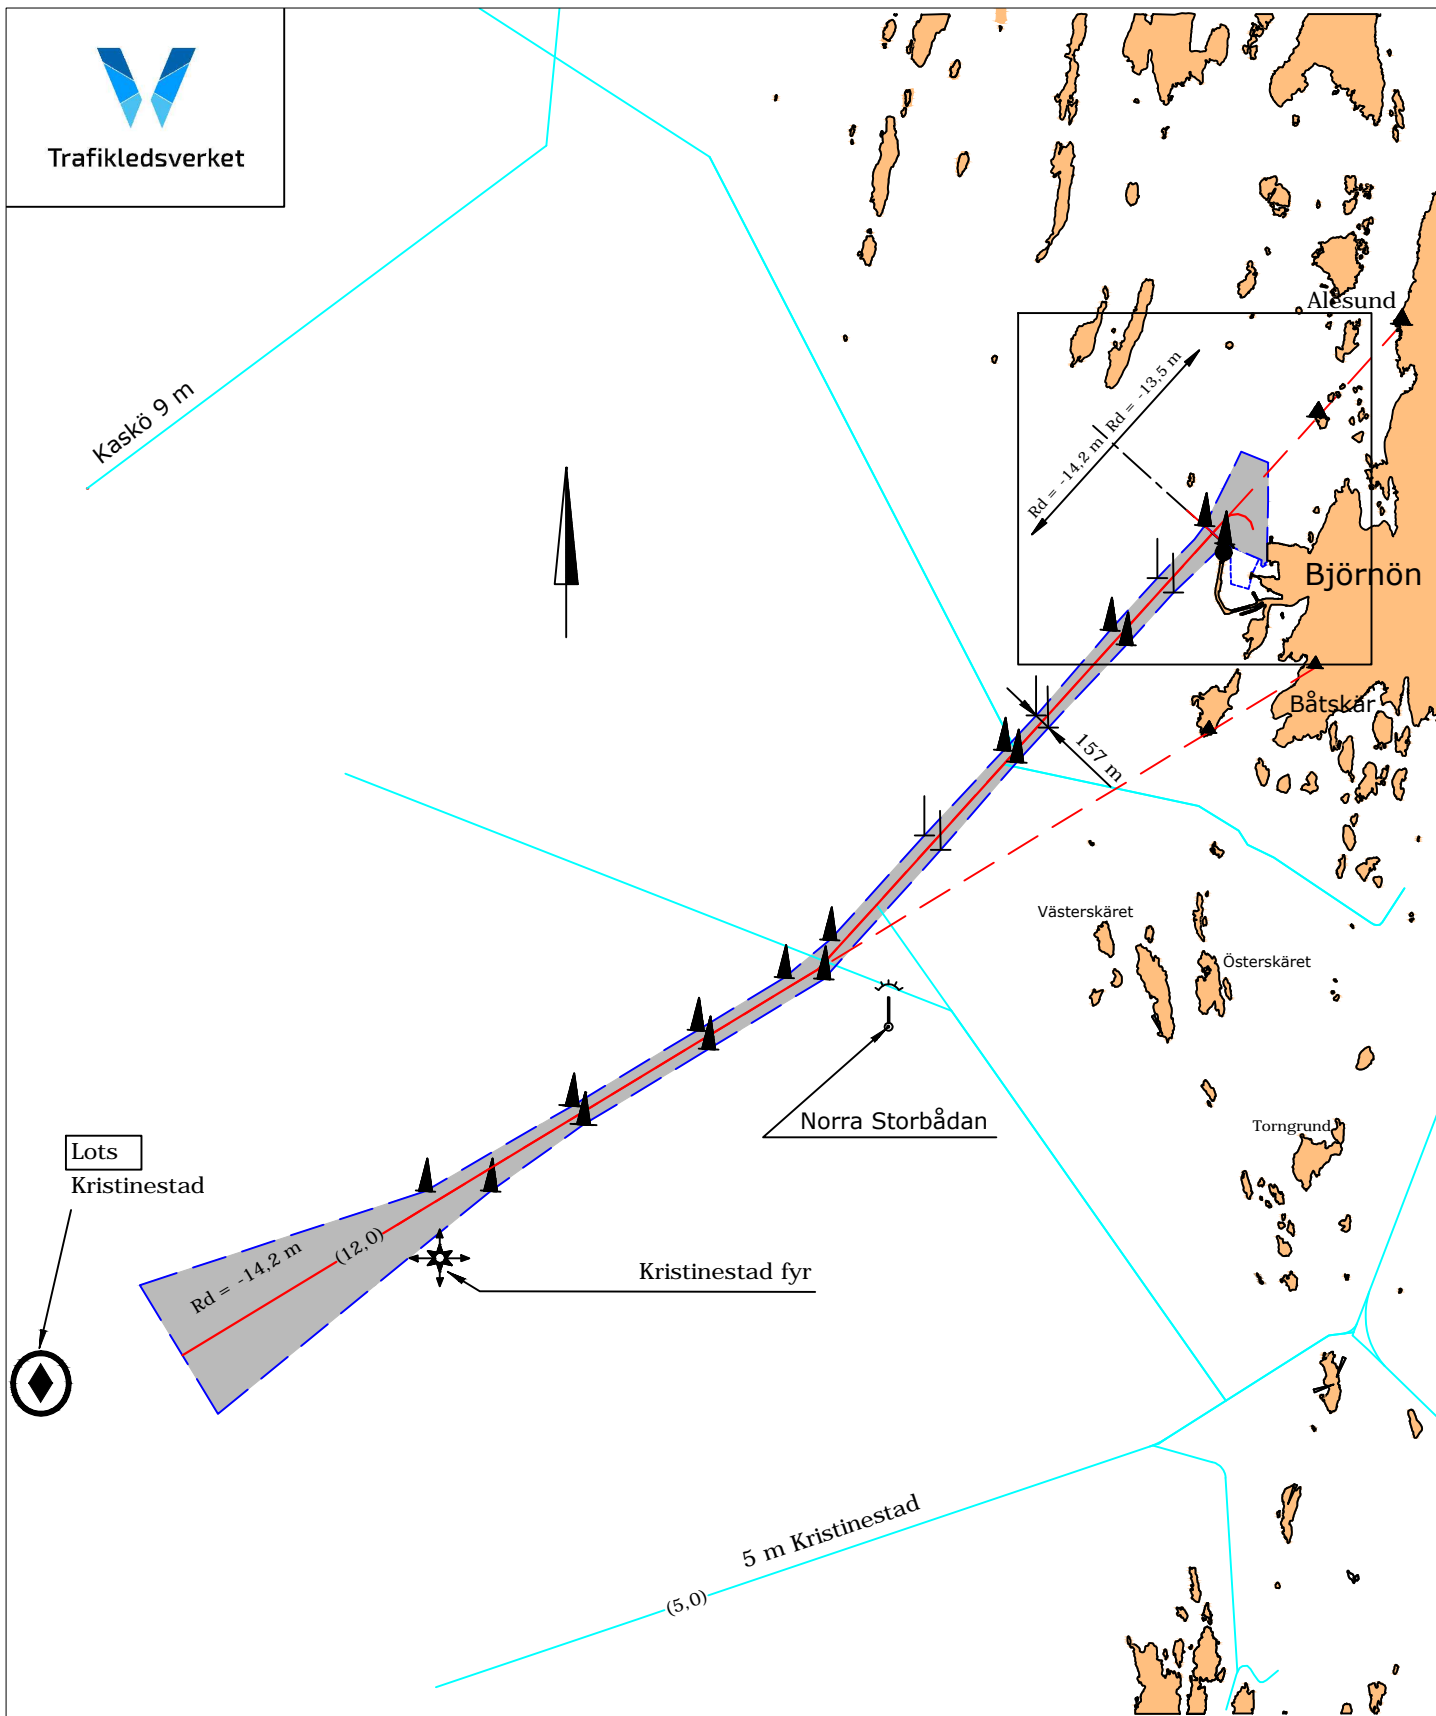 Trafikledsverket
Kaskö 9 m
Alesund
Rd = -13,5 m
Rd = -14,2 m
Björnön
Båtskär
157 m
Västerskäret
Österskäret
Norra Storbådan
Torngrund
Lots
Kristinestad
(12,0)
Rd = -14,2 m
Kristinestad fyr
5 m Kristinestad
(5,0)